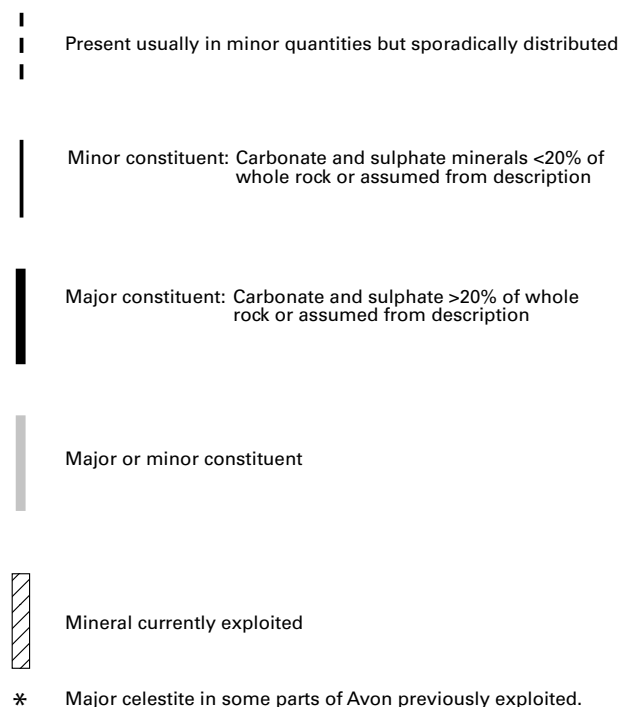 Present usually in minor quantities but sporadically distributed
Minor constituent: Carbonate and sulphate minerals <20% of
whole rock or assumed from description
Major constituent: Carbonate and sulphate >20% of whole
rock or assumed from description
Major or minor constituent
Mineral currently exploited
* Major celestite in some parts of Avon previously exploited.